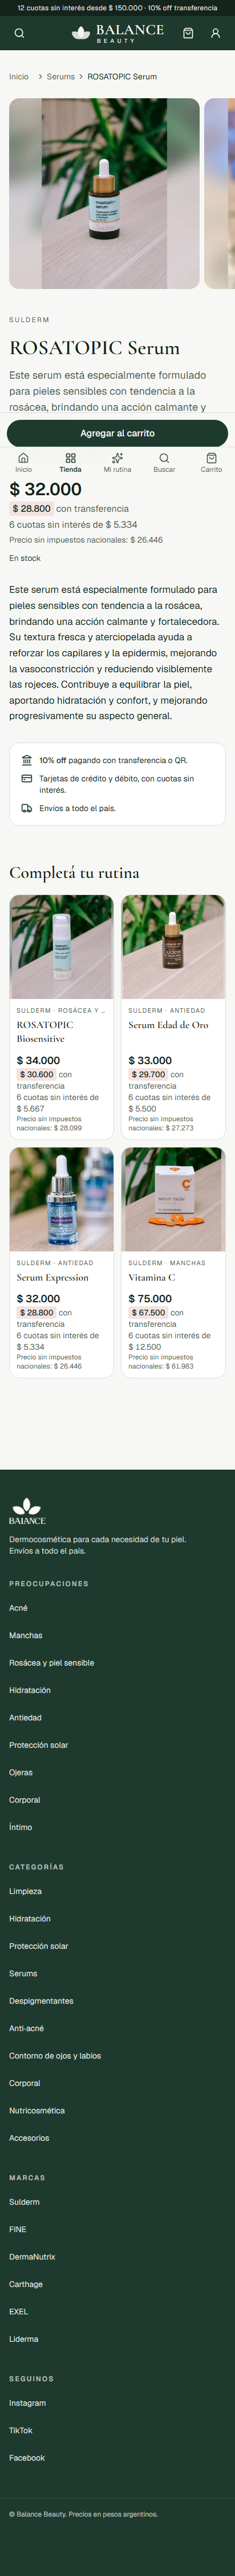 12 cuotas sin interés desde $ 150.000 · 10% off transferencia
BALANCE
BEAUTY
Inicio > Serums > ROSATOPIC Serum
SULDERM
ROSATOPIC Serum
Este serum está especialmente formulado
para pieles sensibles con tendencia a la
rosácea, brindando una acción calmante y
Agregar al carrito
Inicio Tienda Mi rutina Buscar Carrito
$ 32.000
$ 28.800 con transferencia
6 cuotas sin interés de $ 5.334
Precio sin impuestos nacionales: $ 26.446
En stock
Este serum está especialmente formulado para
pieles sensibles con tendencia a la rosácea,
brindando una acción calmante y fortalecedora.
Su textura fresca y aterciopelada ayuda a
reforzar los capilares y la epidermis, mejorando
la vasoconstricción y reduciendo visiblemente
las rojeces. Contribuye a equilibrar la piel,
aportando hidratación y confort, y mejorando
progresivamente su aspecto general.
10% off pagando con transferencia o QR.
Tarjetas de crédito y débito, con cuotas sin
interés.
Envíos a todo el país.
Completá tu rutina
SULDERM · ROSÁCEA Y ...
ROSATOPIC
Biosensitive
$ 34.000
$ 30.600 con
transferencia
6 cuotas sin interés de
$ 5.667
Precio sin impuestos
nacionales: $ 28.099
SULDERM · ANTIEDAD
Serum Edad de Oro
$ 33.000
$ 29.700 con
transferencia
6 cuotas sin interés de
$ 5.500
Precio sin impuestos
nacionales: $ 27.273
SULDERM · ANTIEDAD
Serum Expression
$ 32.000
$ 28.800 con
transferencia
6 cuotas sin interés de
$ 5.334
Precio sin impuestos
nacionales: $ 26.446
SULDERM · MANCHAS
Vitamina C
$ 75.000
$ 67.500 con
transferencia
6 cuotas sin interés de
$ 12.500
Precio sin impuestos
nacionales: $ 61.983
BALANCE
Dermocosmética para cada necesidad de tu piel.
Envíos a todo el país.
PREOCUPACIONES
Acné
Manchas
Rosácea y piel sensible
Hidratación
Antiedad
Protección solar
Ojeras
Corporal
Íntimo
CATEGORÍAS
Limpieza
Hidratación
Protección solar
Serums
Despigmentantes
Anti-acné
Contorno de ojos y labios
Corporal
Nutricosmética
Accesorios
MARCAS
Sulderm
FINE
DermaNutrix
Carthage
EXEL
Liderma
SEGUINOS
Instagram
TikTok
Facebook
© Balance Beauty. Precios en pesos argentinos.